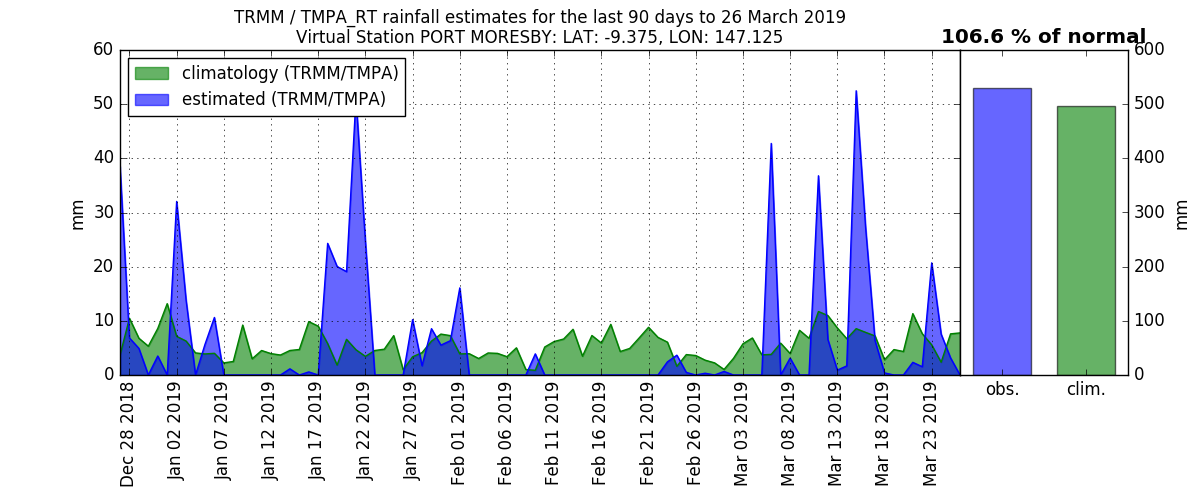 TRMM / TMPA_RT rainfall estimates for the last 90 days to 26 March 2019
Virtual Station PORT MORESBY: LAT: -9.375, LON: 147.125
106.6 % of normal
climatology (TRMM/TMPA)
estimated (TRMM/TMPA)
60
50
40
30
20
10
0
mm
600
500
400
300
200
100
0
mm
Dec 28 2018
Jan 02 2019
Jan 07 2019
Jan 12 2019
Jan 17 2019
Jan 22 2019
Jan 27 2019
Feb 01 2019
Feb 06 2019
Feb 11 2019
Feb 16 2019
Feb 21 2019
Feb 26 2019
Mar 03 2019
Mar 08 2019
Mar 13 2019
Mar 18 2019
Mar 23 2019
obs.
clim.